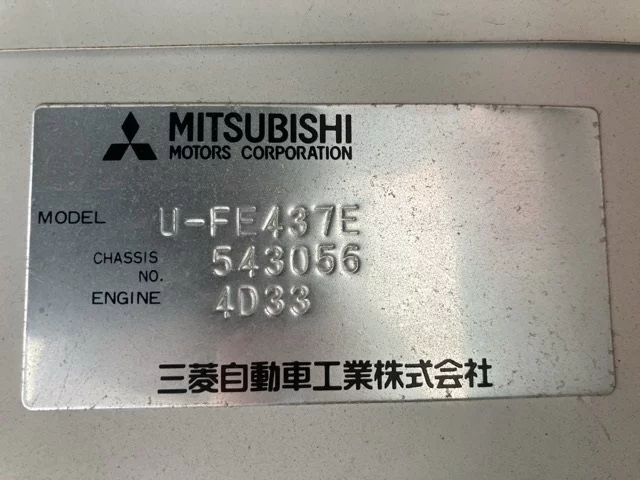 MITSUBISHI
MOTORS CORPORATION
MODEL U-FE437E
CHASSIS NO. 543056
ENGINE 4D33
三菱自動車工業株式会社